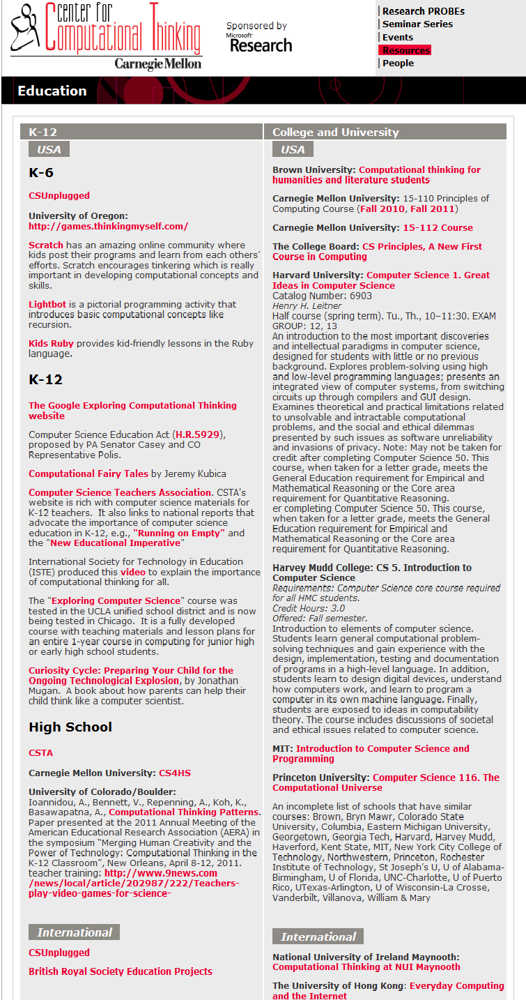 Center for
Computational Thinking
Carnegie Mellon
Sponsored by
Microsoft®
Research
Research PROBEs
Seminar Series
Events
Resources
People
Education
K-12
USA
K-6
CSUnplugged
University of Oregon:
http://games.thinkingmyself.com/
Scratch has an amazing online community where
kids post their programs and learn from each others’
efforts. Scratch encourages tinkering which is really
important in developing computational concepts and
skills.
Lightbot is a pictorial programming activity that
introduces basic computational concepts like
recursion.
Kids Ruby provides kid-friendly lessons in the Ruby
language.
K-12
The Google Exploring Computational Thinking
website
Computer Science Education Act (H.R.5929),
proposed by PA Senator Casey and CO
Representative Polis.
Computational Fairy Tales by Jeremy Kubica
Computer Science Teachers Association. CSTA's
website is rich with computer science materials for
K-12 teachers. It also links to national reports that
advocate the importance of computer science
education in K-12, e.g., "Running on Empty" and
the "New Educational Imperative"
International Society for Technology in Education
(ISTE) produced this video to explain the importance
of computational thinking for all.
The "Exploring Computer Science" course was
tested in the UCLA unified school district and is now
being tested in Chicago. It is a fully developed
course with teaching materials and lesson plans for
an entire 1-year course in computing for junior high
or early high school students.
Curiosity Cycle: Preparing Your Child for the
Ongoing Technological Explosion, by Jonathan
Mugan. A book about how parents can help their
child think like a computer scientist.
High School
CSTA
Carnegie Mellon University: CS4HS
University of Colorado/Boulder:
Ioannidou, A., Bennett, V., Repenning, A., Koh, K.,
Basawapatna, A., Computational Thinking Patterns.
Paper presented at the 2011 Annual Meeting of the
American Educational Research Association (AERA) in
the symposium “Merging Human Creativity and the
Power of Technology: Computational Thinking in the
K-12 Classroom”, New Orleans, April 8-12, 2011.
teacher training: http://www.9news.com
/news/local/article/202987/222/Teachers-
play-video-games-for-science-
International
CSUnplugged
British Royal Society Education Projects
College and University
USA
Brown University: Computational thinking for
humanities and literature students
Carnegie Mellon University: 15-110 Principles of
Computing Course (Fall 2010, Fall 2011)
Carnegie Mellon University: 15-112 Course
The College Board: CS Principles, A New First
Course in Computing
Harvard University: Computer Science 1. Great
Ideas in Computer Science
Catalog Number: 6903
Henry H. Leitner
Half course (spring term). Tu., Th., 10–11:30. EXAM
GROUP: 12, 13
An introduction to the most important discoveries
and intellectual paradigms in computer science,
designed for students with little or no previous
background. Explores problem-solving using high
and low-level programming languages; presents an
integrated view of computer systems, from switching
circuits up through compilers and GUI design.
Examines theoretical and practical limitations related
to unsolvable and intractable computational
problems, and the social and ethical dilemmas
presented by such issues as software unreliability
and invasions of privacy. Note: May not be taken for
credit after completing Computer Science 50. This
course, when taken for a letter grade, meets the
General Education requirement for Empirical and
Mathematical Reasoning or the Core area
requirement for Quantitative Reasoning.
er completing Computer Science 50. This course,
when taken for a letter grade, meets the General
Education requirement for Empirical and
Mathematical Reasoning or the Core area
requirement for Quantitative Reasoning.
Harvey Mudd College: CS 5. Introduction to
Computer Science
Requirements: Computer Science core course required
for all HMC students.
Credit Hours: 3.0
Offered: Fall semester.
Introduction to elements of computer science.
Students learn general computational problem-
solving techniques and gain experience with the
design, implementation, testing and documentation
of programs in a high-level language. In addition,
students learn to design digital devices, understand
how computers work, and learn to program a
computer in its own machine language. Finally,
students are exposed to ideas in computability
theory. The course includes discussions of societal
and ethical issues related to computer science.
MIT: Introduction to Computer Science and
Programming
Princeton University: Computer Science 116. The
Computational Universe
An incomplete list of schools that have similar
courses: Brown, Bryn Mawr, Colorado State
University, Columbia, Eastern Michigan University,
Georgetown, Georgia Tech, Harvard, Harvey Mudd,
Haverford, Kent State, MIT, New York City College of
Technology, Northwestern, Princeton, Rochester
Institute of Technology, St Joseph’s U, U of Alabama-
Birmingham, U of Florida, UNC-Charlotte, U of Puerto
Rico, UTexas-Arlington, U of Wisconsin-La Crosse,
Vanderbilt, Villanova, William & Mary
International
National University of Ireland Maynooth:
Computational Thinking at NUI Maynooth
The University of Hong Kong: Everyday Computing
and the Internet